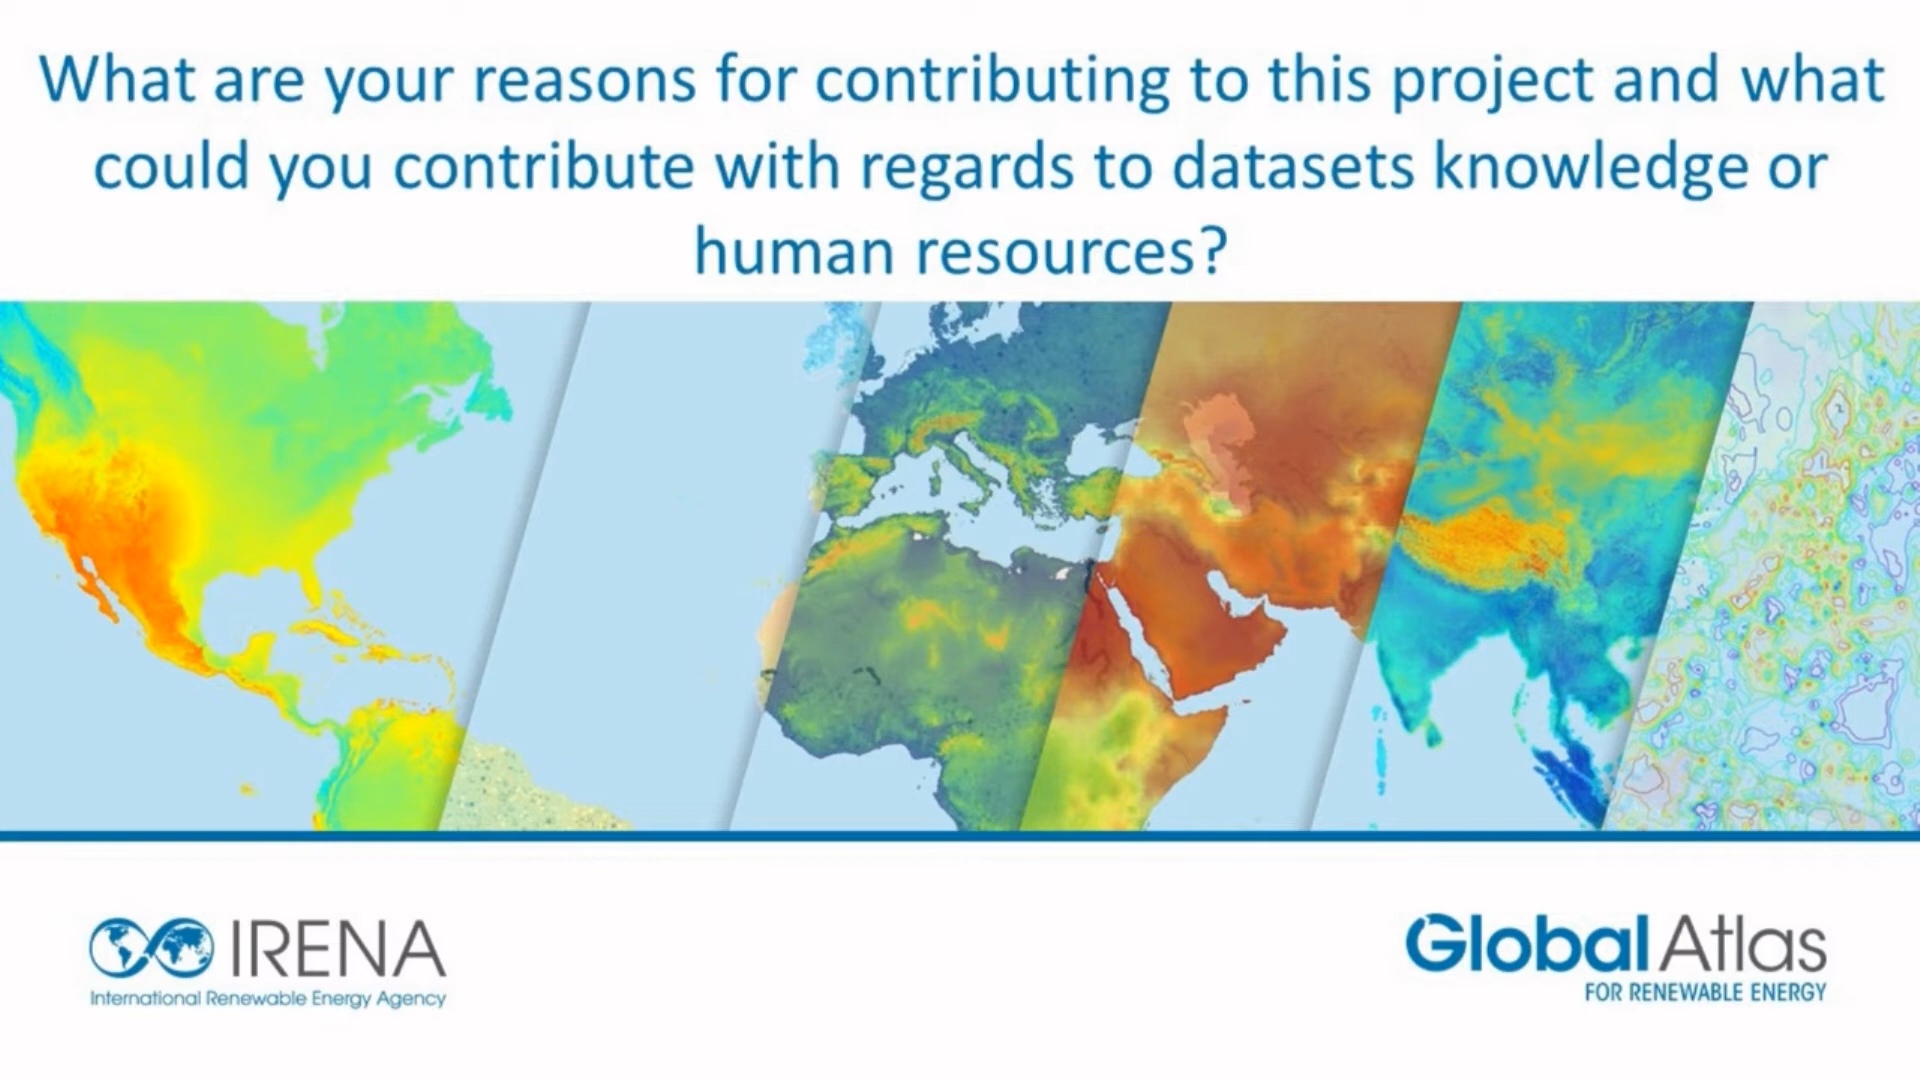 What are your reasons for contributing to this project and what
could you contribute with regards to datasets knowledge or
human resources?
IRENA
International Renewable Energy Agency
Global Atlas
FOR RENEWABLE ENERGY